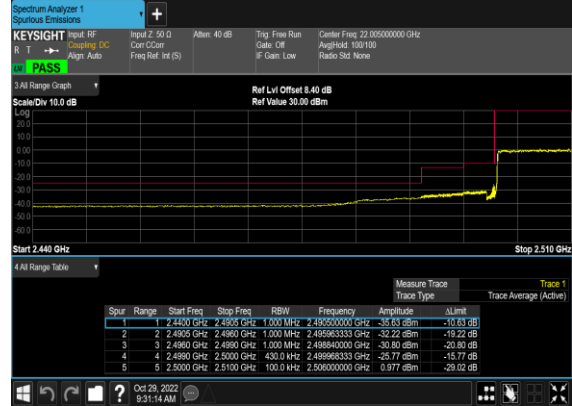 Spectrum Analyzer 1
Spurious Emissions
+
KEYSIGHT Input: RF Input Z: 50 Ω Atten: 40 dB Trig: Free Run Center Freq: 22.005000000 GHz
R T Coupling: DC Corr CCorr Gate: Off Avg|Hold: 100/100
Align: Auto Freq Ref: Int (S) IF Gain: Low Radio Std: None
PASS
3 All Range Graph
Ref Lvl Offset 8.40 dB
Scale/Div 10.0 dB Ref Value 30.00 dBm
Log
20.0
10.0
0.00
-10.0
-20.0
-30.0
-40.0
-50.0
-60.0
Start 2.440 GHz Stop 2.510 GHz
4 All Range Table
Measure Trace Trace 1
Trace Type Trace Average (Active)
Spur Range Start Freq Stop Freq RBW Frequency Amplitude ΔLimit
1 1 2.4400 GHz 2.4905 GHz 1.000 MHz 2.490500000 GHz -35.63 dBm -10.63 dB
2 2 2.4905 GHz 2.4960 GHz 1.000 MHz 2.495963333 GHz -32.22 dBm -19.22 dB
3 3 2.4960 GHz 2.4990 GHz 1.000 MHz 2.498840000 GHz -30.80 dBm -20.80 dB
4 4 2.4990 GHz 2.5000 GHz 430.0 kHz 2.499968333 GHz -25.77 dBm -15.77 dB
5 5 2.5000 GHz 2.5100 GHz 100.0 kHz 2.506000000 GHz 0.977 dBm -29.02 dB
? Oct 29, 2022
9:31:14 AM